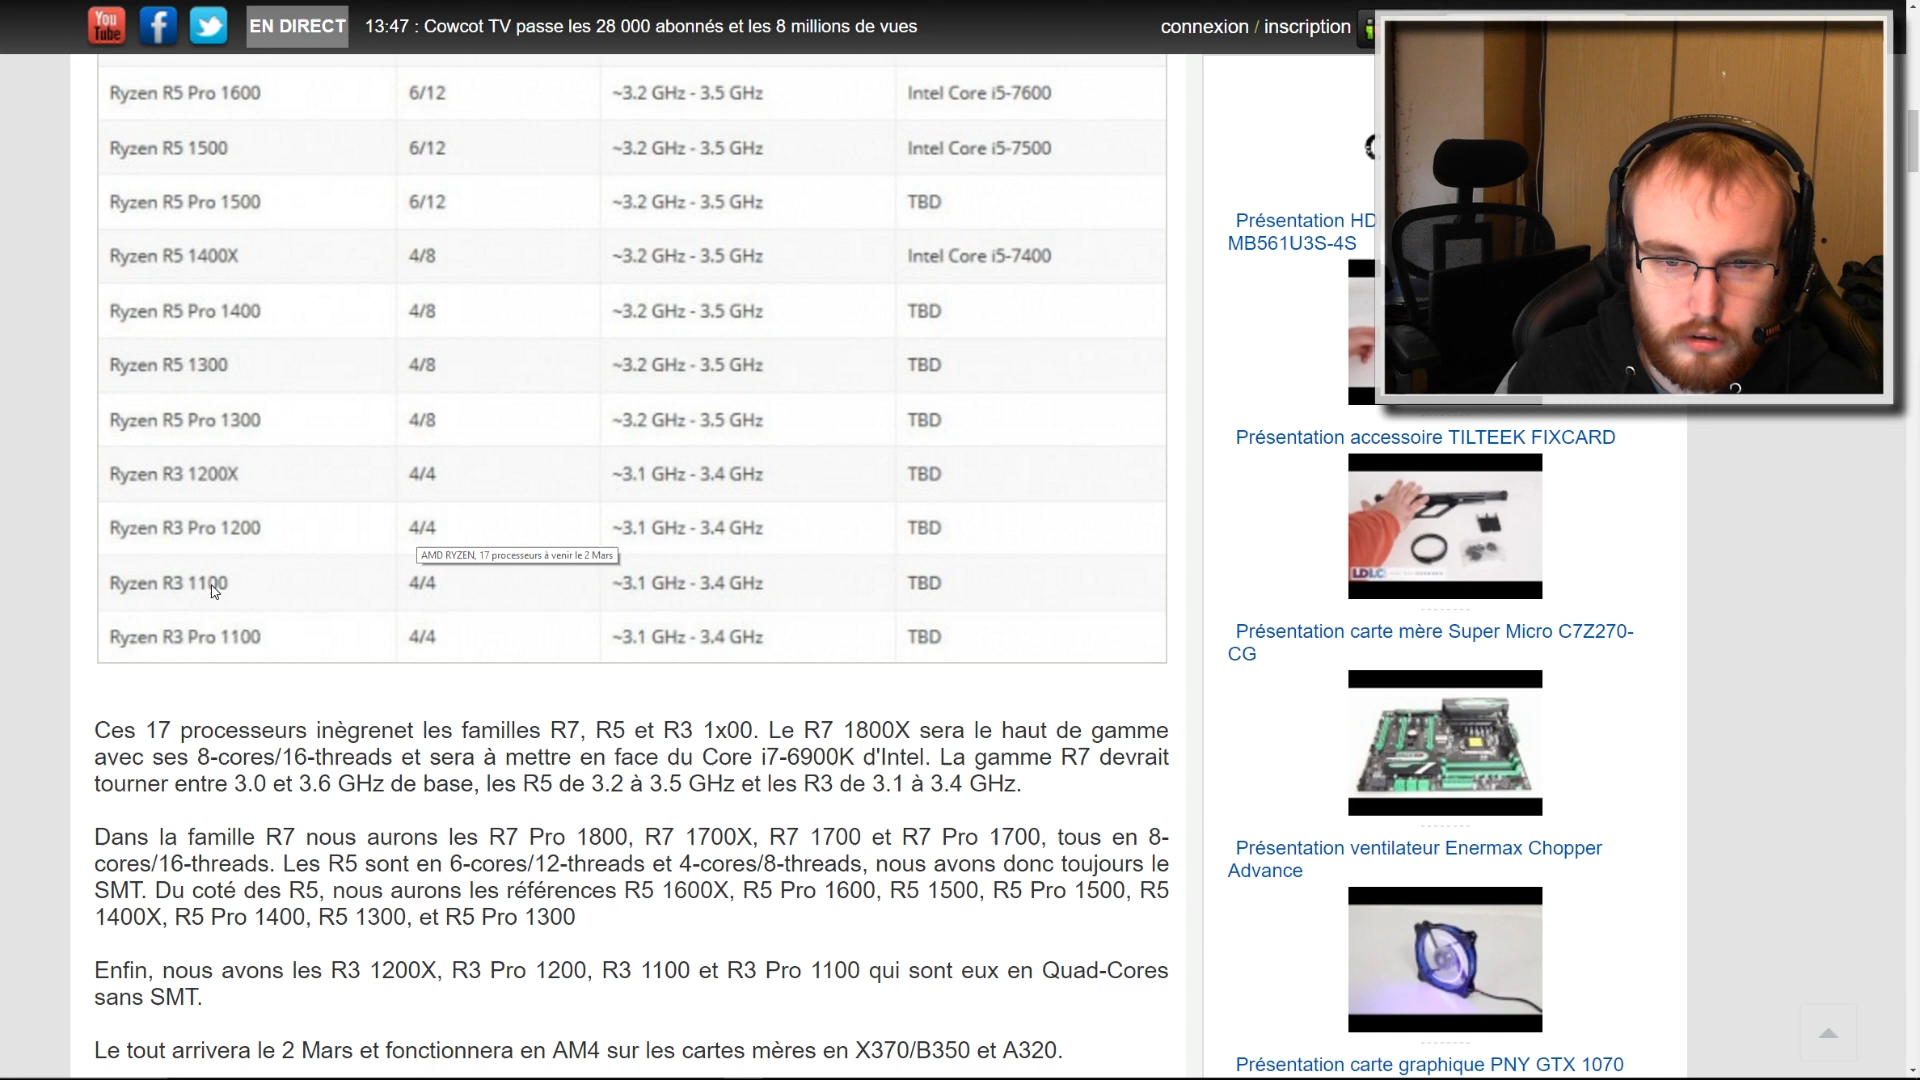 You
Tube
EN DIRECT
13:47 : Cowcot TV passe les 28 000 abonnés et les 8 millions de vues
connexion / inscription
Ryzen R5 Pro 1600 6/12 ~3.2 GHz - 3.5 GHz Intel Core i5-7600
Ryzen R5 1500 6/12 ~3.2 GHz - 3.5 GHz Intel Core i5-7500
Ryzen R5 Pro 1500 6/12 ~3.2 GHz - 3.5 GHz TBD
Ryzen R5 1400X 4/8 ~3.2 GHz - 3.5 GHz Intel Core i5-7400
Ryzen R5 Pro 1400 4/8 ~3.2 GHz - 3.5 GHz TBD
Ryzen R5 1300 4/8 ~3.2 GHz - 3.5 GHz TBD
Ryzen R5 Pro 1300 4/8 ~3.2 GHz - 3.5 GHz TBD
Ryzen R3 1200X 4/4 ~3.1 GHz - 3.4 GHz TBD
Ryzen R3 Pro 1200 4/4 ~3.1 GHz - 3.4 GHz TBD
AMD RYZEN, 17 processeurs à venir le 2 Mars
Ryzen R3 1100 4/4 ~3.1 GHz - 3.4 GHz TBD
Ryzen R3 Pro 1100 4/4 ~3.1 GHz - 3.4 GHz TBD
Ces 17 processeurs inègrenet les familles R7, R5 et R3 1x00. Le R7 1800X sera le haut de gamme
avec ses 8-cores/16-threads et sera à mettre en face du Core i7-6900K d'Intel. La gamme R7 devrait
tourner entre 3.0 et 3.6 GHz de base, les R5 de 3.2 à 3.5 GHz et les R3 de 3.1 à 3.4 GHz.
Dans la famille R7 nous aurons les R7 Pro 1800, R7 1700X, R7 1700 et R7 Pro 1700, tous en 8-
cores/16-threads. Les R5 sont en 6-cores/12-threads et 4-cores/8-threads, nous avons donc toujours le
SMT. Du coté des R5, nous aurons les références R5 1600X, R5 Pro 1600, R5 1500, R5 Pro 1500, R5
1400X, R5 Pro 1400, R5 1300, et R5 Pro 1300
Enfin, nous avons les R3 1200X, R3 Pro 1200, R3 1100 et R3 Pro 1100 qui sont eux en Quad-Cores
sans SMT.
Le tout arrivera le 2 Mars et fonctionnera en AM4 sur les cartes mères en X370/B350 et A320.
Présentation HD
MB561U3S-4S
Présentation accessoire TILTEEK FIXCARD
LDLC
Présentation carte mère Super Micro C7Z270-
CG
Présentation ventilateur Enermax Chopper
Advance
Présentation carte graphique PNY GTX 1070